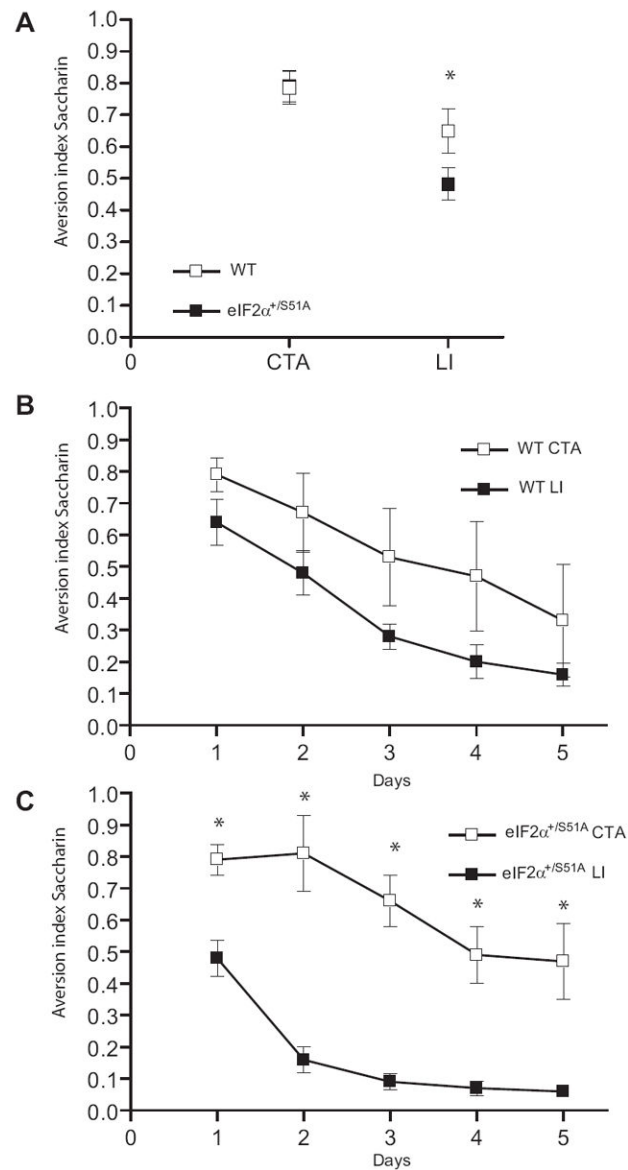 A
Aversion index Saccharin
1.0
0.9
0.8
0.7
0.6
0.5
0.4
0.3
0.2
0.1
0.0
*
WT
eIF2α+/S51A
0
CTA
LI
B
Aversion index Saccharin
1.0
0.9
0.8
0.7
0.6
0.5
0.4
0.3
0.2
0.1
0.0
WT CTA
WT LI
0 1 2 3 4 5
Days
C
Aversion index Saccharin
1.0
0.9
0.8
0.7
0.6
0.5
0.4
0.3
0.2
0.1
0.0
* * * * *
eIF2α+/S51A CTA
eIF2α+/S51A LI
0 1 2 3 4 5
Days